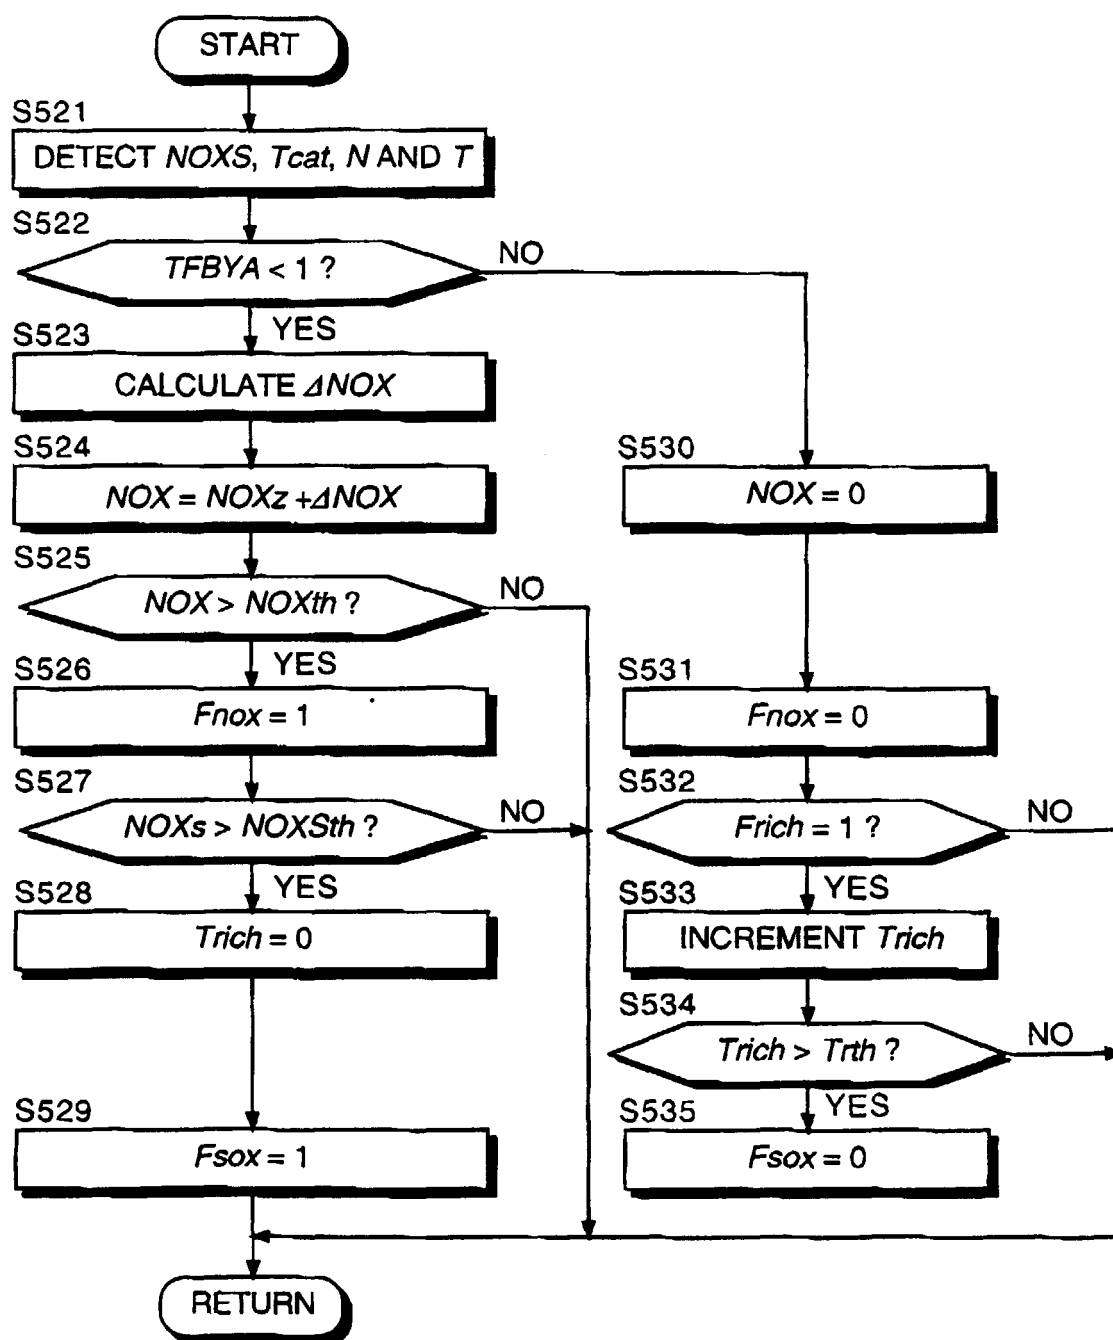 START
S521
DETECT NOXS, Tcat, N AND T
S522
TFBYA < 1 ?
NO
YES
S523
CALCULATE ΔNOX
S524
NOX = NOXz +ΔNOX
S525
NOX > NOXth ?
NO
YES
S526
Fnox = 1
S527
NOXs > NOXSth ?
NO
YES
S528
Trich = 0
S529
Fsox = 1
RETURN
S530
NOX = 0
S531
Fnox = 0
S532
Frich = 1 ?
NO
YES
S533
INCREMENT Trich
S534
Trich > Trth ?
NO
YES
S535
Fsox = 0